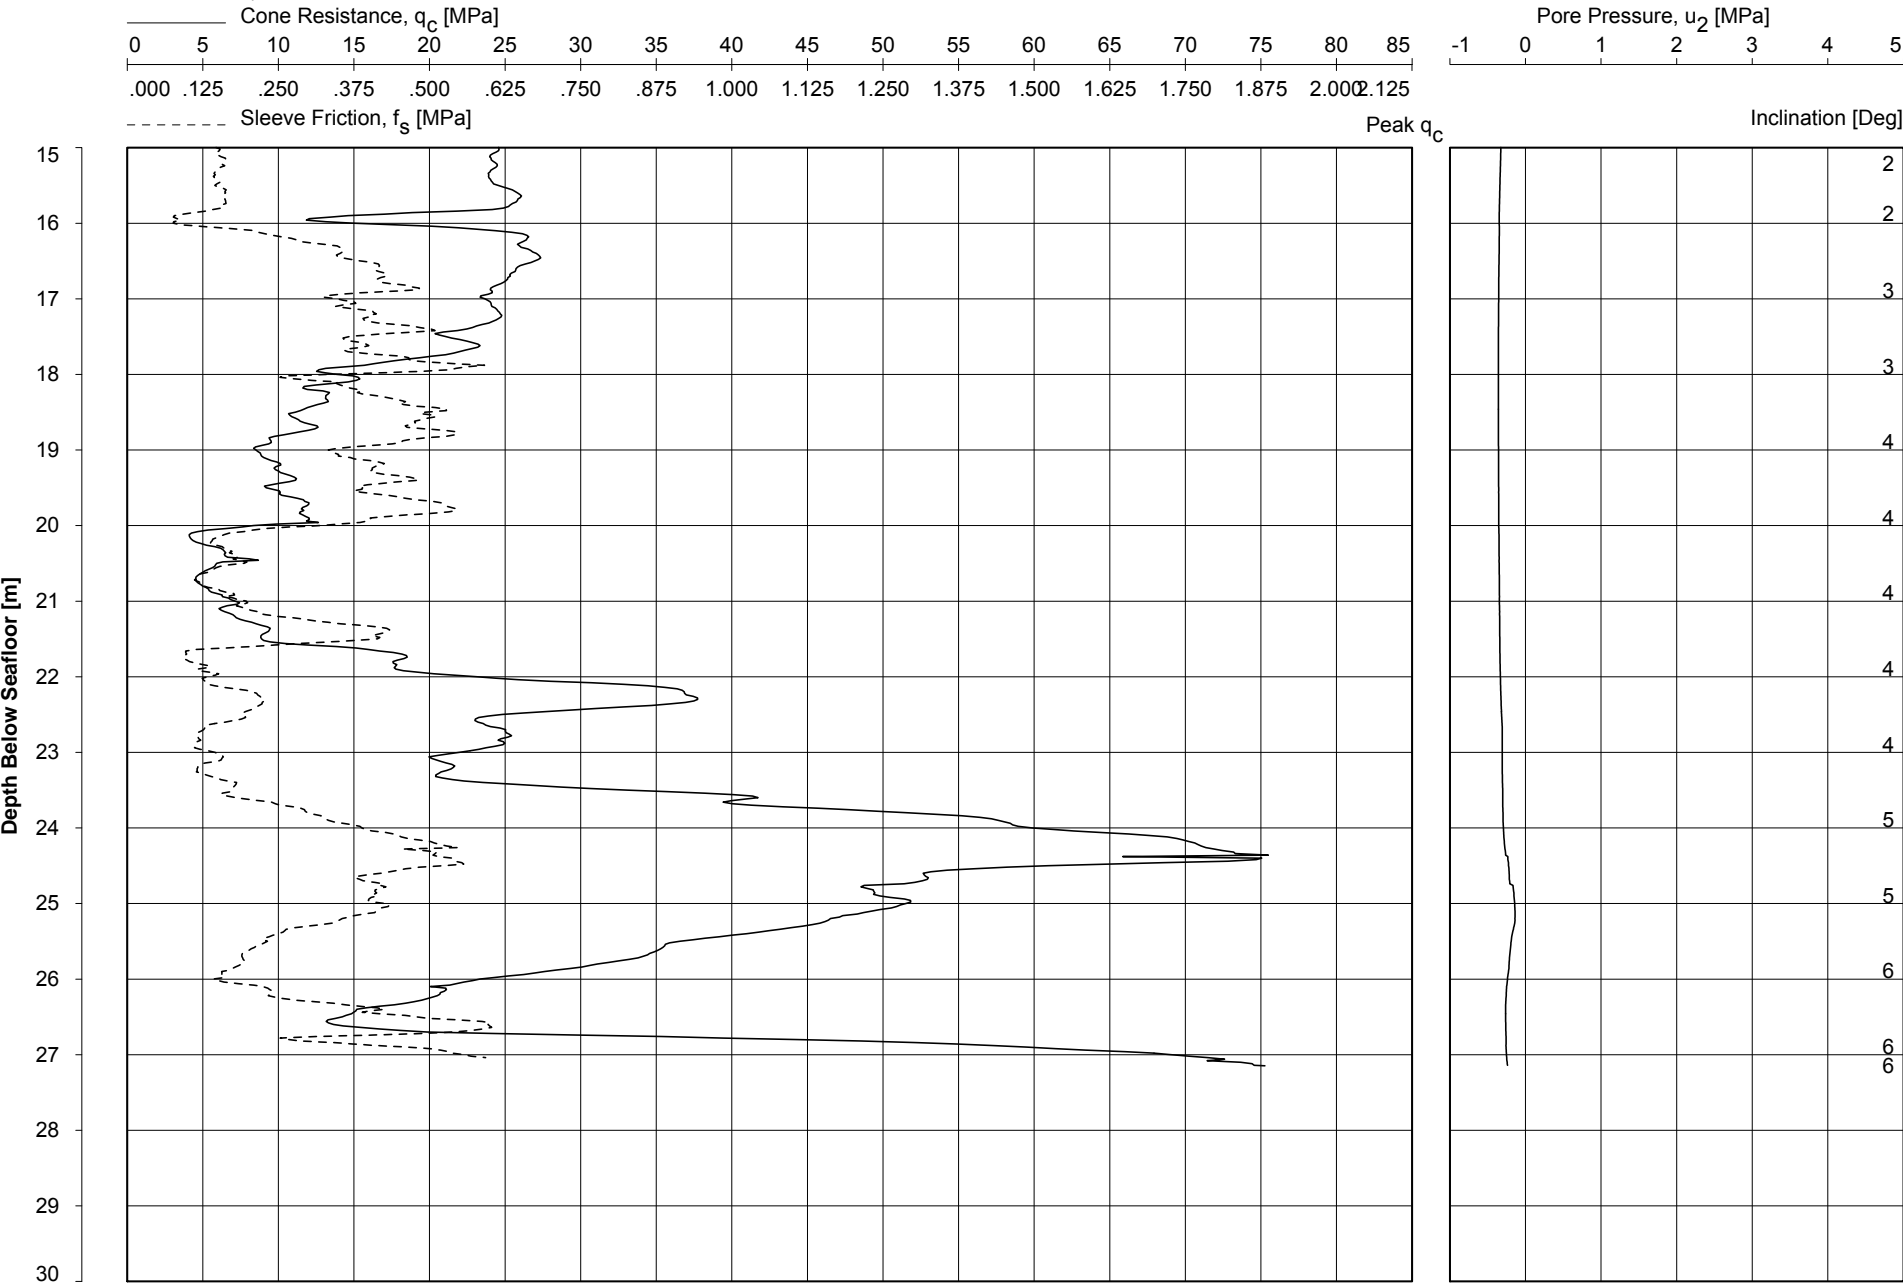 Cone Resistance, qc [MPa]
Pore Pressure, u2 [MPa]
0 5 10 15 20 25 30 35 40 45 50 55 60 65 70 75 80 85
-1 0 1 2 3 4 5
.000 .125 .250 .375 .500 .625 .750 .875 1.000 1.125 1.250 1.375 1.500 1.625 1.750 1.875 2.000 2.125
Sleeve Friction, fs [MPa]
Peak qc
Inclination [Deg]
Depth Below Seafloor [m]
15 2
16 2
17 3
18 3
19 4
20 4
21 4
22 4
23 4
24 5
25 5
26 6
27 6
6
28
29
30